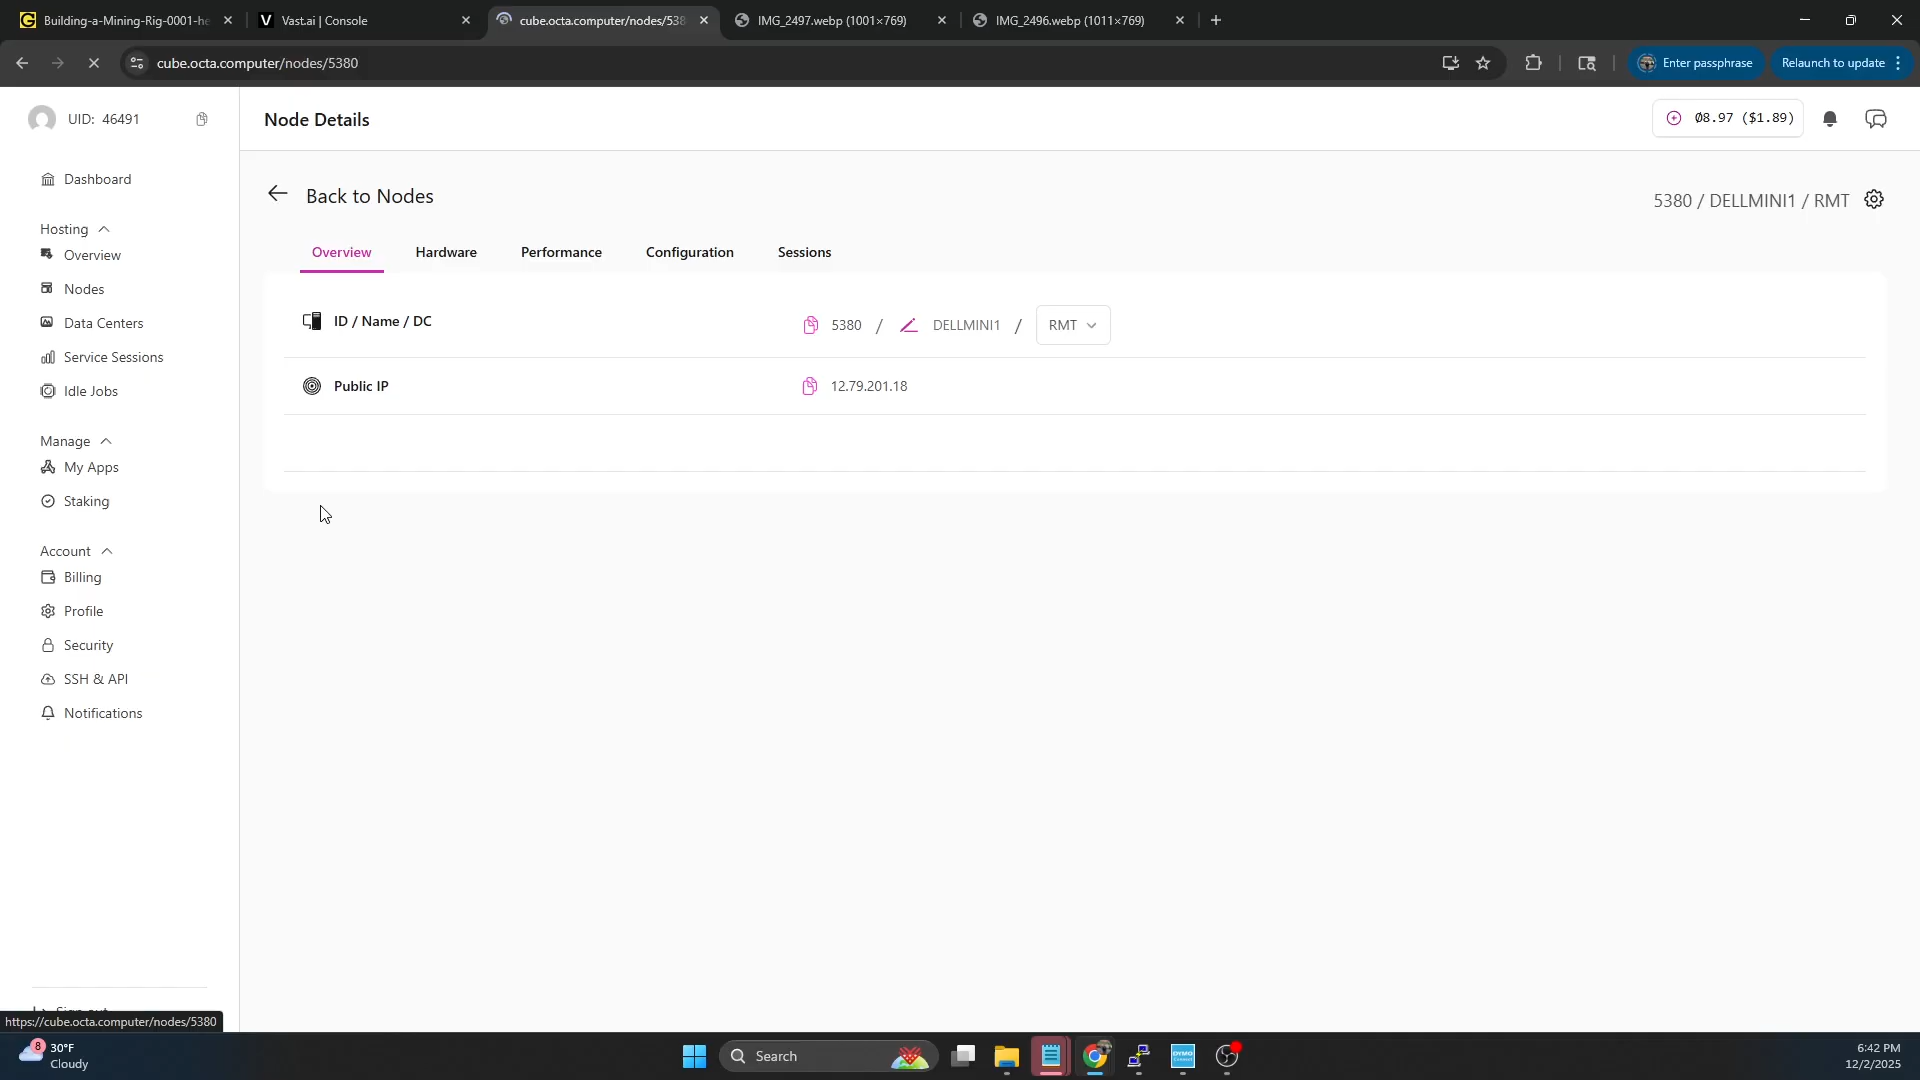 Building-a-Mining-Rig-0001-he
Vast.ai | Console
cube.octa.computer/nodes/538
IMG_2497.webp (1001×769)
IMG_2496.webp (1011×769)
cube.octa.computer/nodes/5380
Enter passphrase
Relaunch to update
UID: 46491
Node Details
Ø8.97 ($1.89)
Dashboard
Back to Nodes
5380 / DELLMINI1 / RMT
Hosting
Overview
Nodes
Data Centers
Service Sessions
Idle Jobs
Overview
Hardware
Performance
Configuration
Sessions
ID / Name / DC
5380 / DELLMINI1 / RMT
Public IP
12.79.201.18
Manage
My Apps
Staking
Account
Billing
Profile
Security
SSH & API
Notifications
https://cube.octa.computer/nodes/5380
8
30°F
Cloudy
Search
DYMO
6:42 PM
12/2/2025